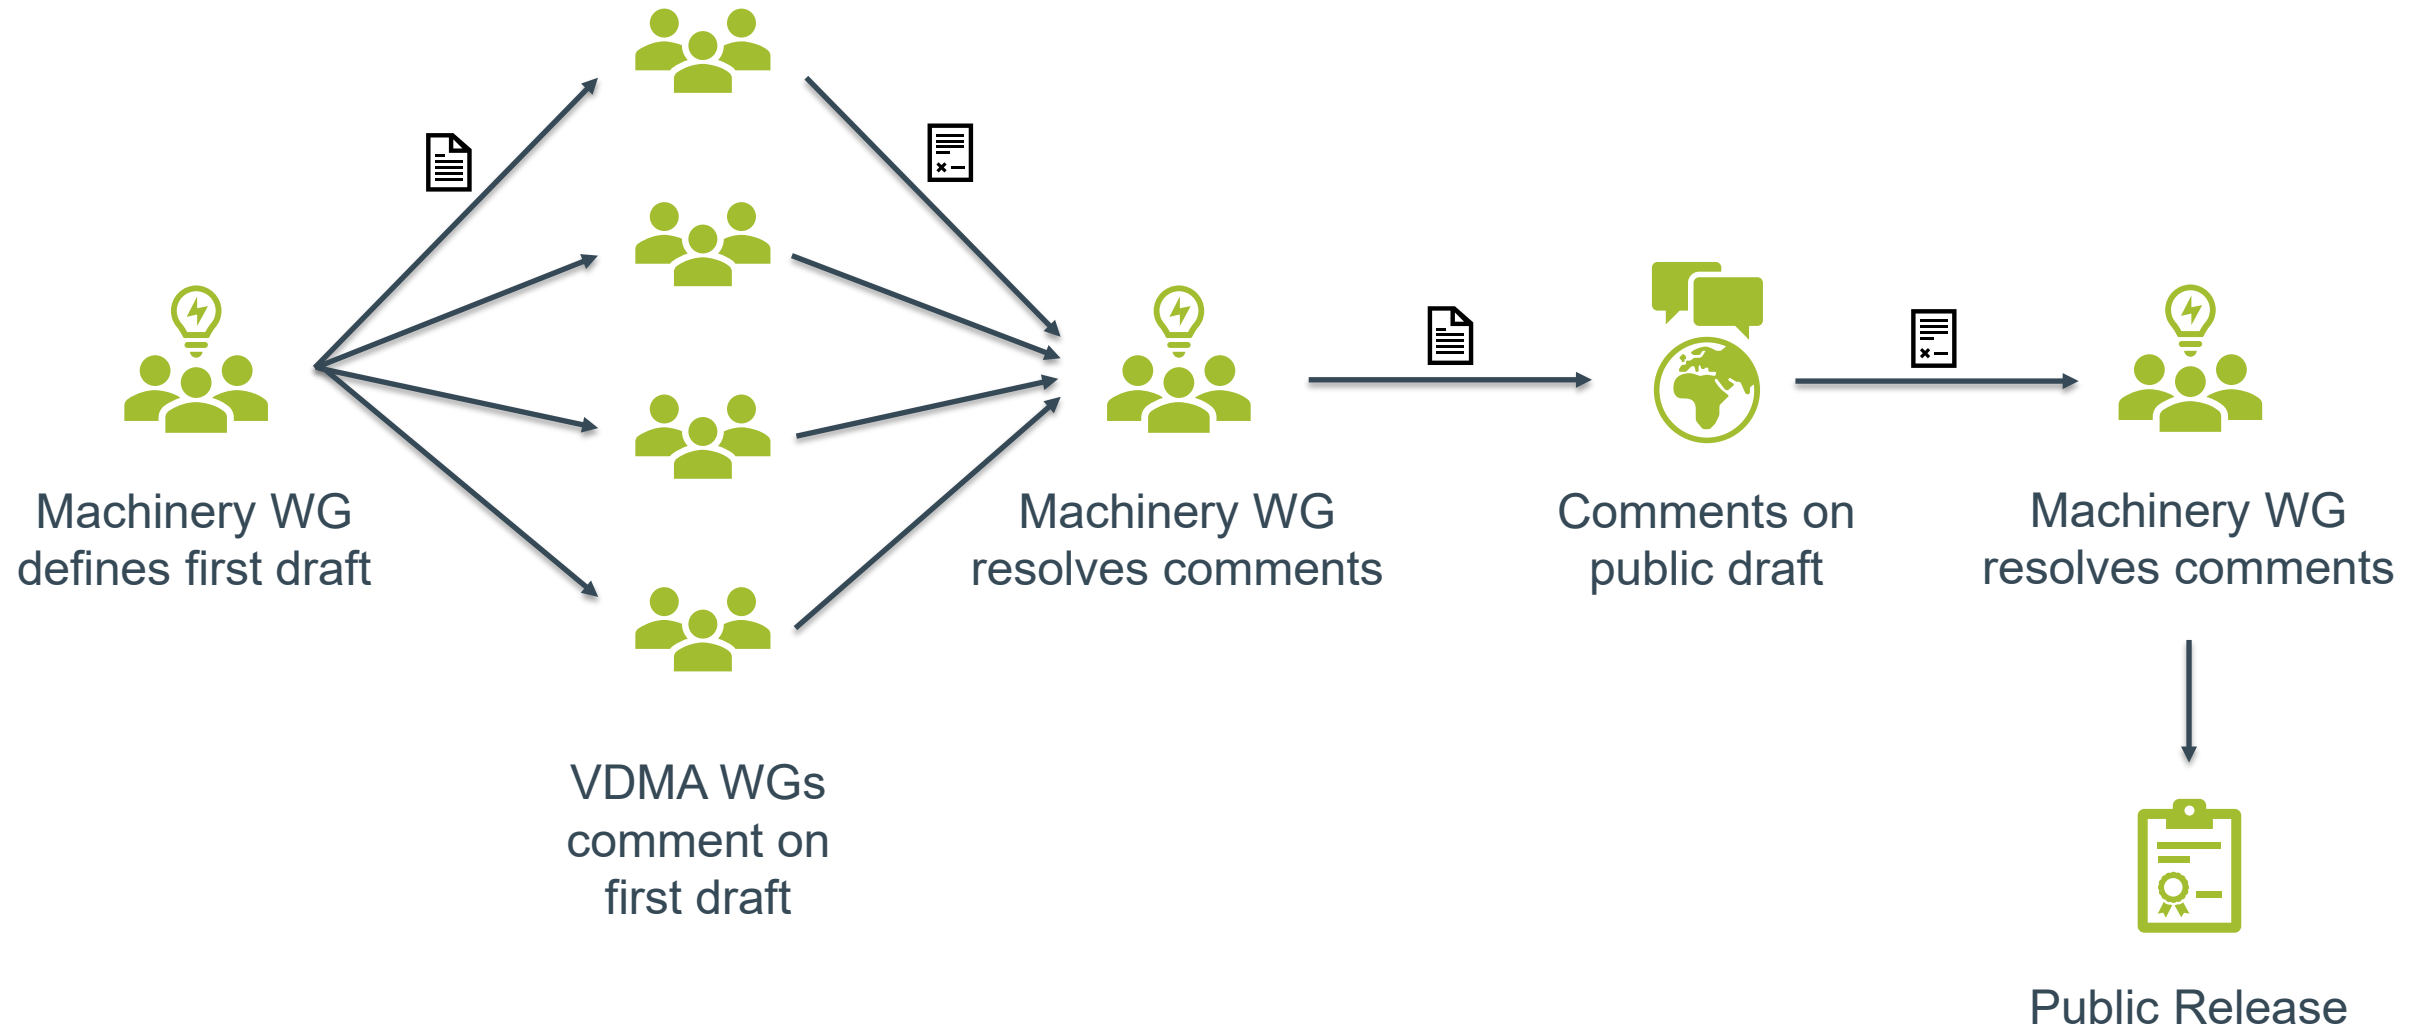 Machinery WG
defines first draft
VDMA WGs
comment on
first draft
Machinery WG
resolves comments
Comments on
public draft
Machinery WG
resolves comments
Public Release